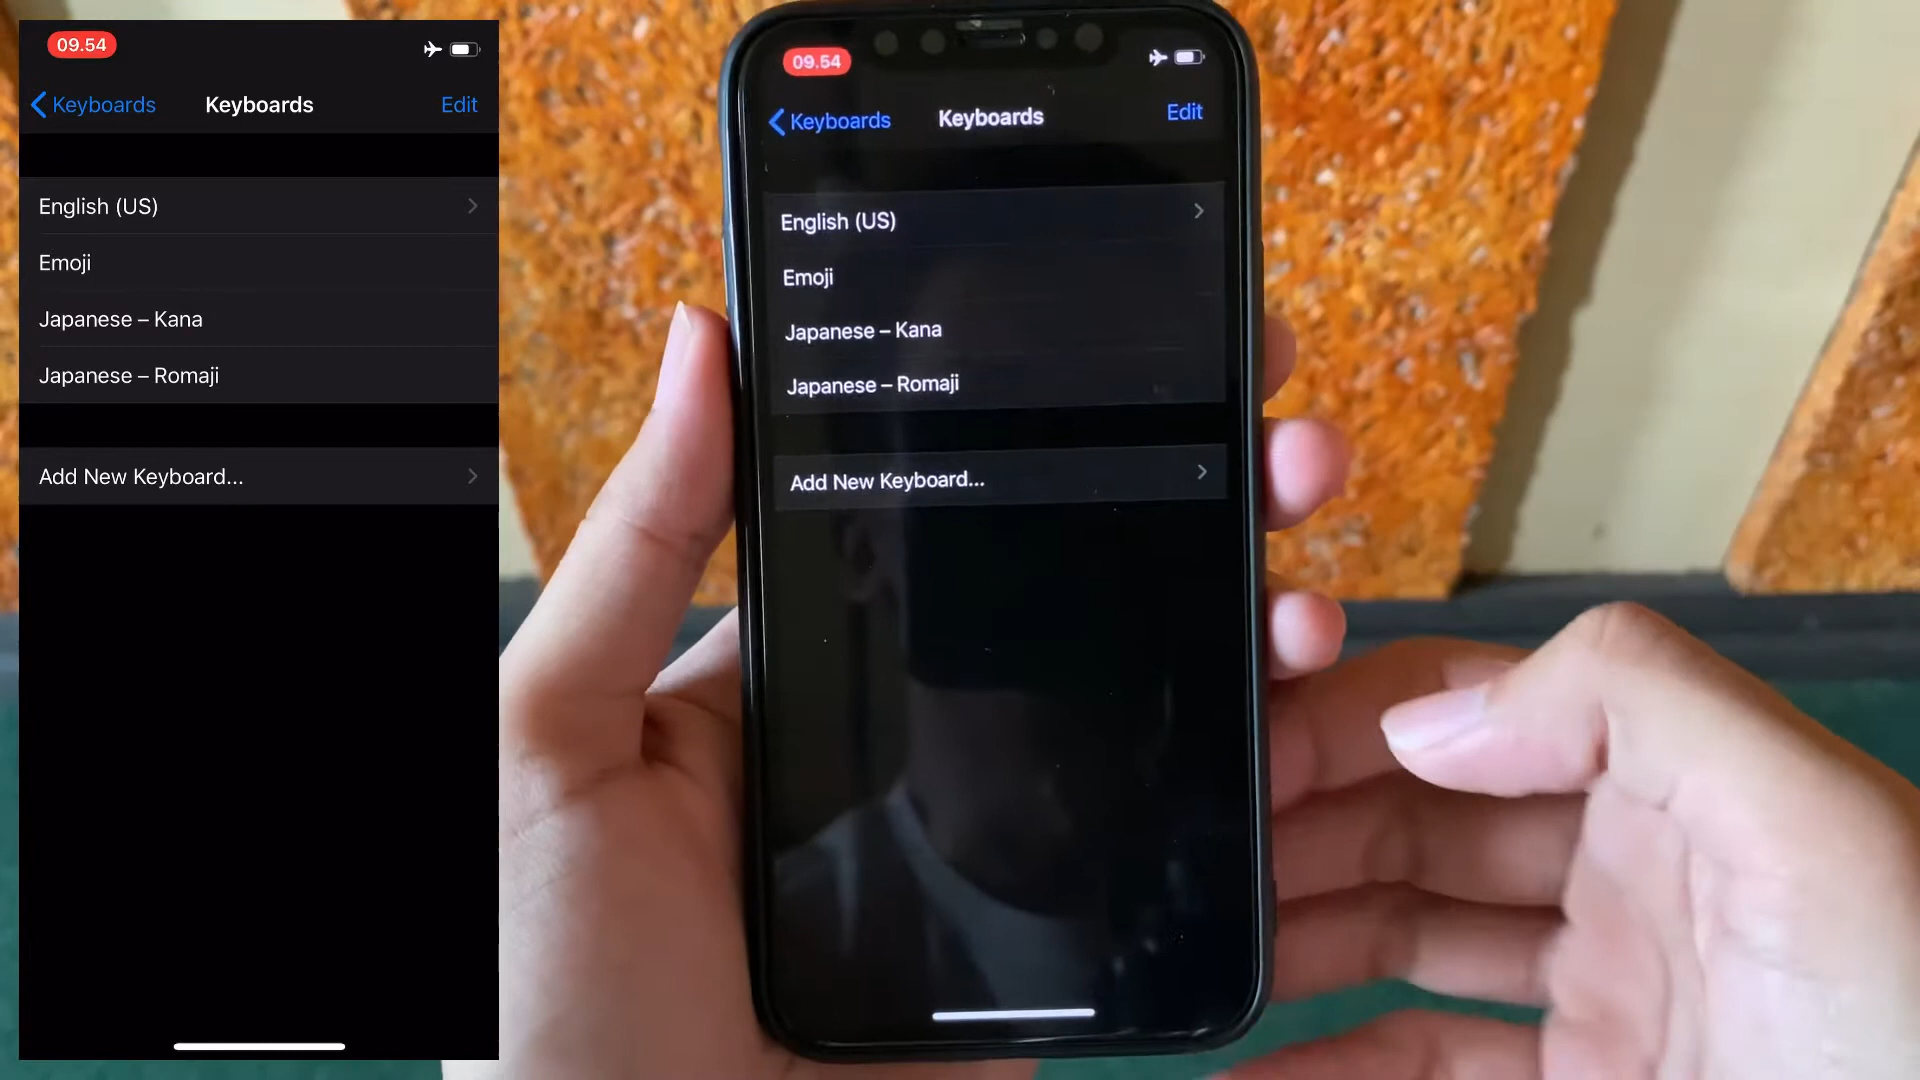 09.54
Keyboards
Keyboards
Edit
English (US)
Emoji
Japanese – Kana
Japanese – Romaji
Add New Keyboard...
09.54
Keyboards
Keyboards
Edit
English (US)
Emoji
Japanese – Kana
Japanese – Romaji
Add New Keyboard...